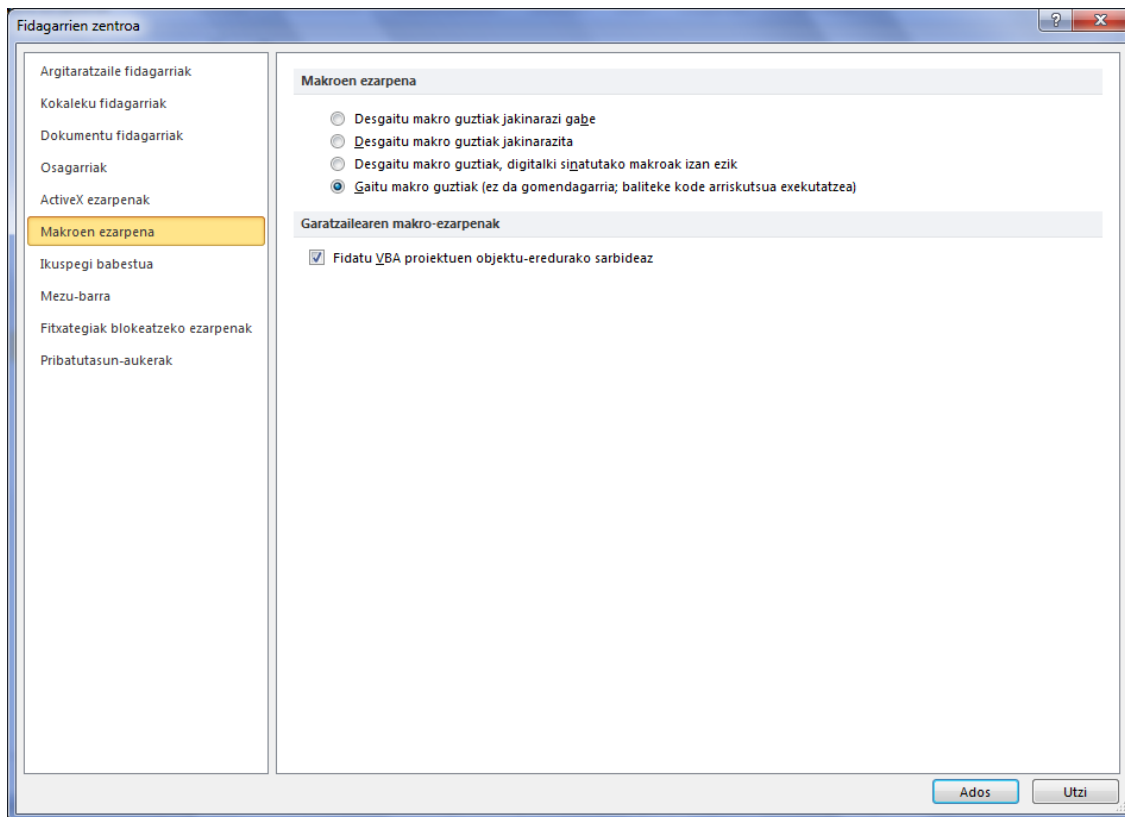 Fidagarrien zentroa
?
Argitaratzaile fidagarriak
Kokaleku fidagarriak
Dokumentu fidagarriak
Osagarriak
ActiveX ezarpenak
Makroen ezarpena
Ikuspegi babestua
Mezu-barra
Fitxategiak blokeatzeko ezarpenak
Pribatutasun-aukerak
Makroen ezarpena
Desgaitu makro guztiak jakinarazi gabe
Desgaitu makro guztiak jakinarazita
Desgaitu makro guztiak, digitalki sinatutako makroak izan ezik
Gaitu makro guztiak (ez da gomendagarria; baliteke kode arriskutsua exekutatzea)
Garatzailearen makro-ezarpenak
Fidatu VBA proiektuen objektu-eredurako sarbideaz
Ados
Utzi